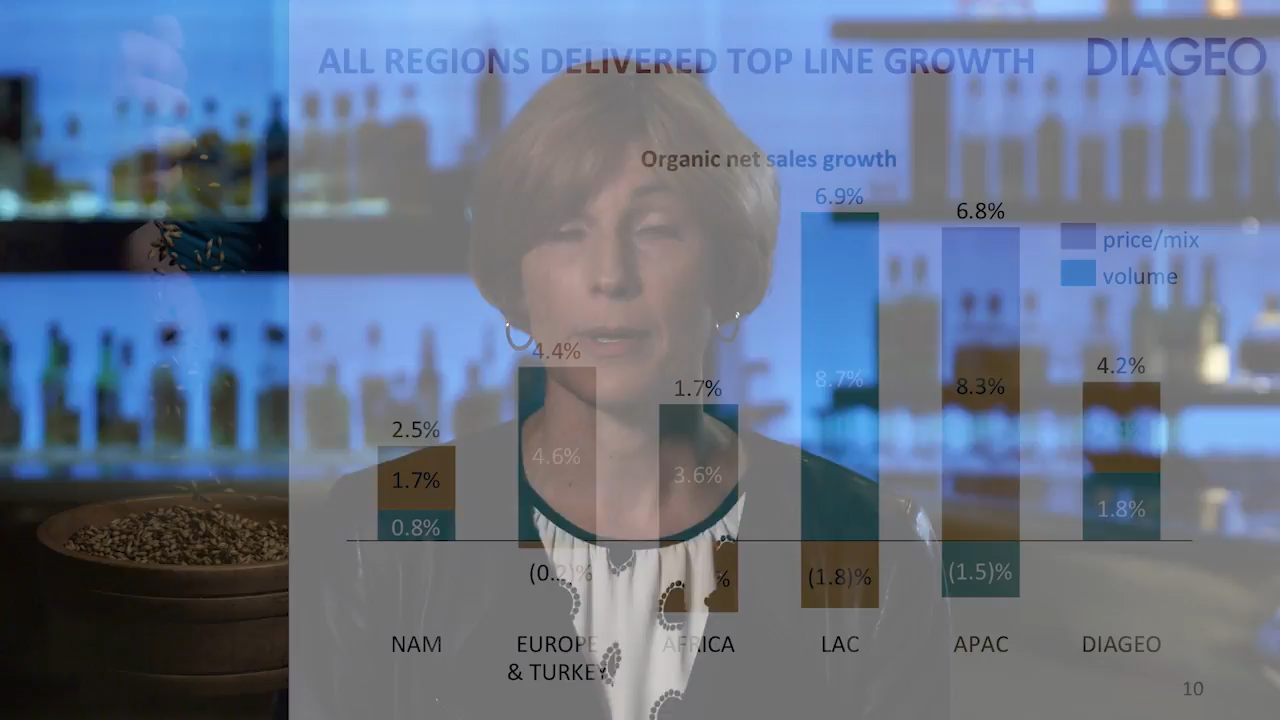 ALL REGIONS DELIVERED TOP LINE GROWTH
DIAGEO
Organic net sales growth
6.9%
6.8%
price/mix
volume
4.4%
1.7%
8.7%
8.3%
4.2%
2.5%
4.6%
3.6%
1.7%
0.8%
1.8%
(1.8)%
(1.5)%
NAM
EUROPE
& TURKEY
AFRICA
LAC
APAC
DIAGEO
10